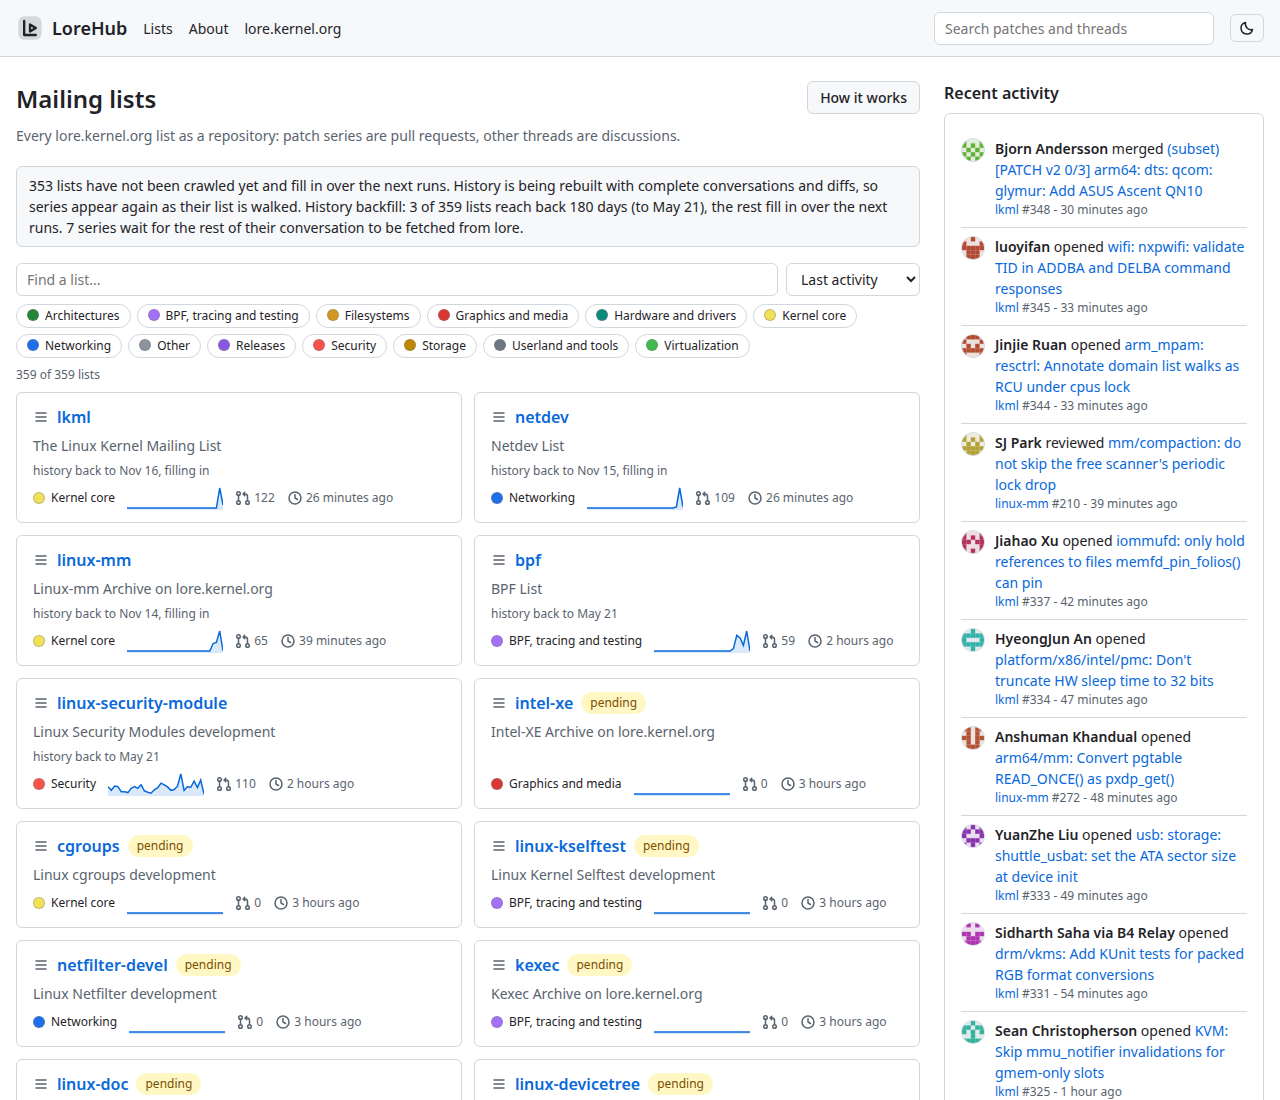 LoreHub Lists About lore.kernel.org Search patches and threads
Mailing lists
How it works
Every lore.kernel.org list as a repository: patch series are pull requests, other threads are discussions.
353 lists have not been crawled yet and fill in over the next runs. History is being rebuilt with complete conversations and diffs, so
series appear again as their list is walked. History backfill: 3 of 359 lists reach back 180 days (to May 21), the rest fill in over the next
runs. 7 series wait for the rest of their conversation to be fetched from lore.
Find a list... Last activity
Architectures BPF, tracing and testing Filesystems Graphics and media Hardware and drivers Kernel core
Networking Other Releases Security Storage Userland and tools Virtualization
359 of 359 lists
lkml
The Linux Kernel Mailing List
history back to Nov 16, filling in
Kernel core 122 26 minutes ago
netdev
Netdev List
history back to Nov 15, filling in
Networking 109 26 minutes ago
linux-mm
Linux-mm Archive on lore.kernel.org
history back to Nov 14, filling in
Kernel core 65 39 minutes ago
bpf
BPF List
history back to May 21
BPF, tracing and testing 59 2 hours ago
linux-security-module
Linux Security Modules development
history back to May 21
Security 110 2 hours ago
intel-xe pending
Intel-XE Archive on lore.kernel.org
Graphics and media 0 3 hours ago
cgroups pending
Linux cgroups development
Kernel core 0 3 hours ago
linux-kselftest pending
Linux Kernel Selftest development
BPF, tracing and testing 0 3 hours ago
netfilter-devel pending
Linux Netfilter development
Networking 0 3 hours ago
kexec pending
Kexec Archive on lore.kernel.org
BPF, tracing and testing 0 3 hours ago
linux-doc pending
linux-devicetree pending
Recent activity
Bjorn Andersson merged (subset)
[PATCH v2 0/3] arm64: dts: qcom:
glymur: Add ASUS Ascent QN10
lkml #348 - 30 minutes ago
luoyifan opened wifi: nxpwifi: validate
TID in ADDBA and DELBA command
responses
lkml #345 - 33 minutes ago
Jinjie Ruan opened arm_mpam:
resctrl: Annotate domain list walks as
RCU under cpus lock
lkml #344 - 33 minutes ago
SJ Park reviewed mm/compaction: do
not skip the free scanner's periodic
lock drop
linux-mm #210 - 39 minutes ago
Jiahao Xu opened iommufd: only hold
references to files memfd_pin_folios()
can pin
lkml #337 - 42 minutes ago
HyeongJun An opened
platform/x86/intel/pmc: Don't
truncate HW sleep time to 32 bits
lkml #334 - 47 minutes ago
Anshuman Khandual opened
arm64/mm: Convert pgtable
READ_ONCE() as pxdp_get()
linux-mm #272 - 48 minutes ago
YuanZhe Liu opened usb: storage:
shuttle_usbat: set the ATA sector size
at device init
lkml #333 - 49 minutes ago
Sidharth Saha via B4 Relay opened
drm/vkms: Add KUnit tests for packed
RGB format conversions
lkml #331 - 54 minutes ago
Sean Christopherson opened KVM:
Skip mmu_notifier invalidations for
gmem-only slots
lkml #325 - 1 hour ago